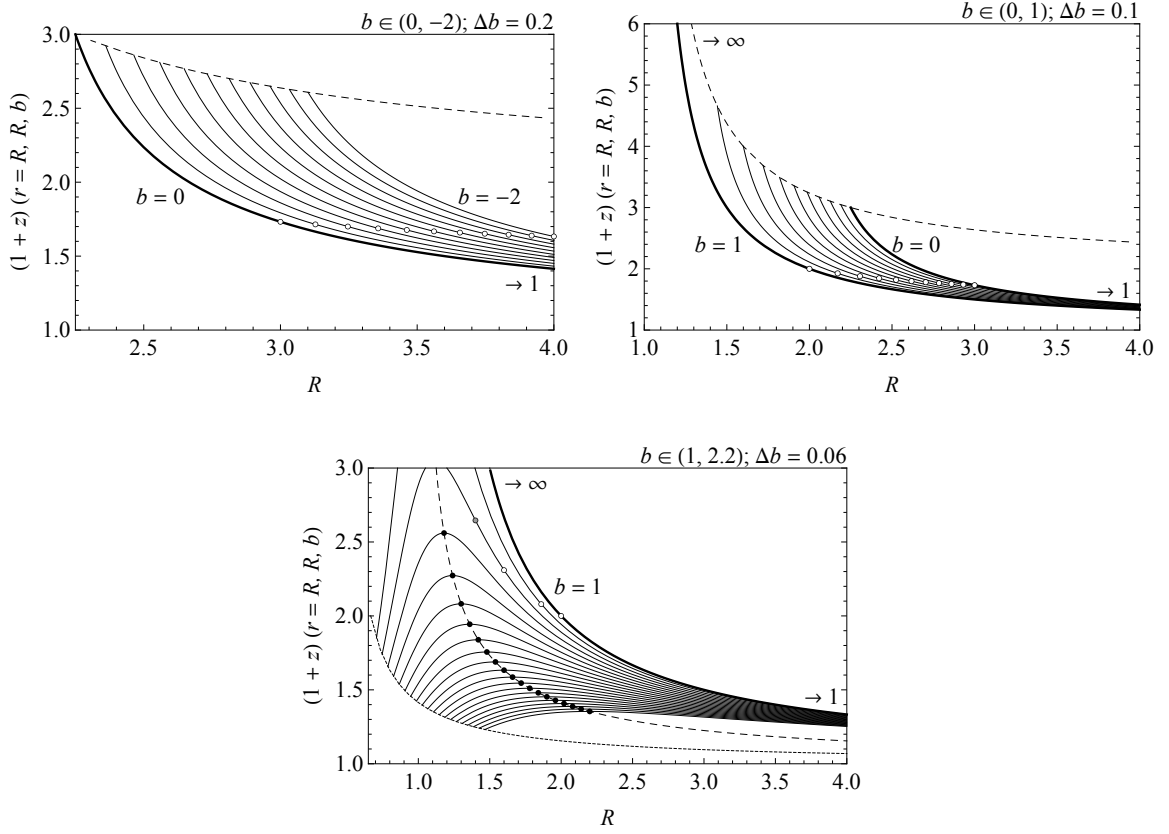 b ∈ (0, −2); Δb = 0.2
(1 + z) (r = R, R, b)
3.0
2.5
2.0
1.5
1.0
b = 0
b = −2
→ 1
2.5
3.0
3.5
4.0
R
b ∈ (0, 1); Δb = 0.1
(1 + z) (r = R, R, b)
6
5
4
3
2
1
→ ∞
b = 1
b = 0
→ 1
1.0
1.5
2.0
2.5
3.0
3.5
4.0
R
b ∈ (1, 2.2); Δb = 0.06
(1 + z) (r = R, R, b)
3.0
2.5
2.0
1.5
1.0
→ ∞
b = 1
→ 1
1.0
1.5
2.0
2.5
3.0
3.5
4.0
R